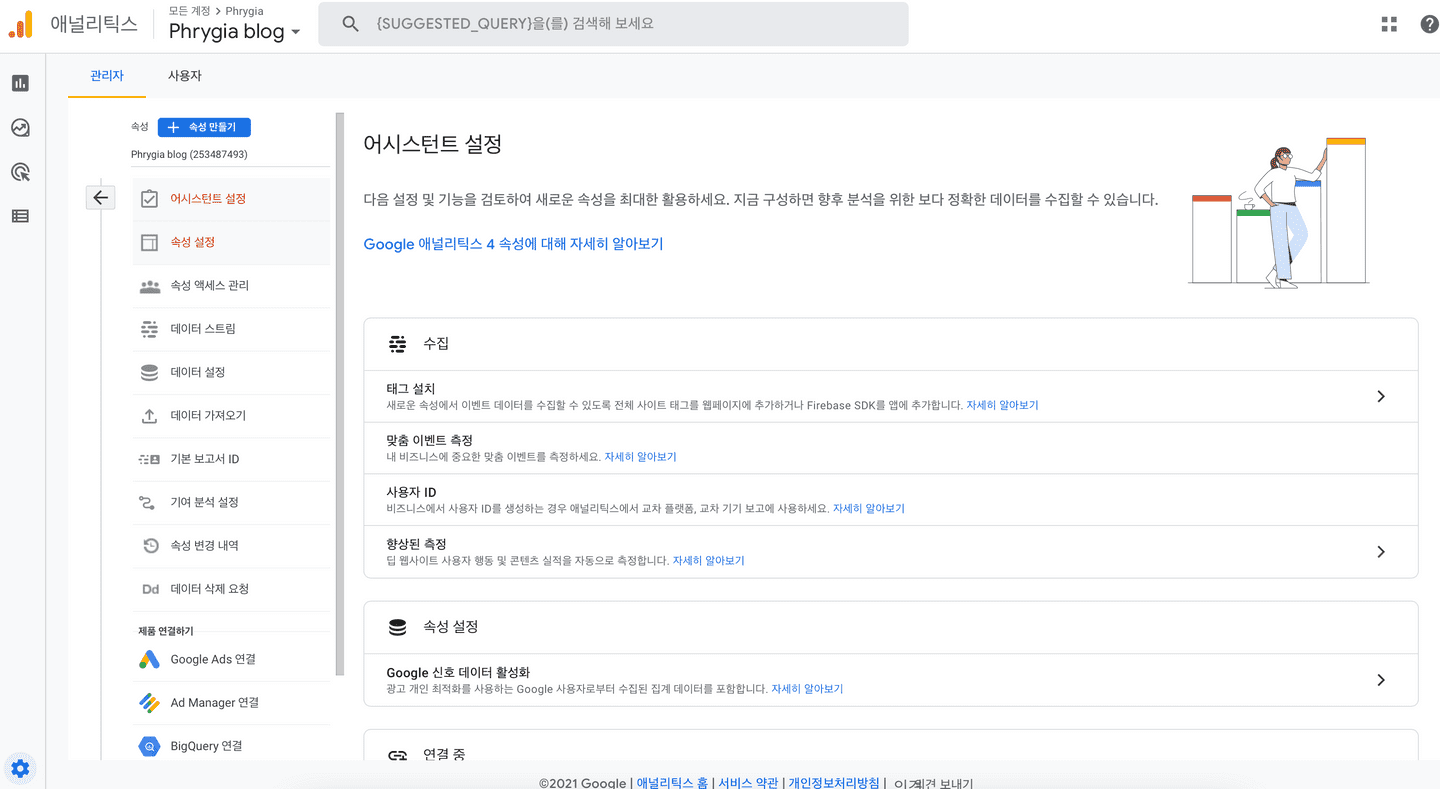 애널리틱스
모든 계정 > Phrygia
Phrygia blog
{SUGGESTED_QUERY}을(를) 검색해 보세요
관리자
사용자
속성
+ 속성 만들기
Phrygia blog (253487493)
어시스턴트 설정
속성 설정
속성 액세스 관리
데이터 스트림
데이터 설정
데이터 가져오기
기본 보고서 ID
기여 분석 설정
속성 변경 내역
Dd 데이터 삭제 요청
제품 연결하기
Google Ads 연결
Ad Manager 연결
BigQuery 연결
어시스턴트 설정
다음 설정 및 기능을 검토하여 새로운 속성을 최대한 활용하세요. 지금 구성하면 향후 분석을 위한 보다 정확한 데이터를 수집할 수 있습니다.
Google 애널리틱스 4 속성에 대해 자세히 알아보기
수집
태그 설치
새로운 속성에서 이벤트 데이터를 수집할 수 있도록 전체 사이트 태그를 웹페이지에 추가하거나 Firebase SDK를 앱에 추가합니다. 자세히 알아보기
맞춤 이벤트 측정
내 비즈니스에 중요한 맞춤 이벤트를 측정하세요. 자세히 알아보기
사용자 ID
비즈니스에서 사용자 ID를 생성하는 경우 애널리틱스에서 교차 플랫폼, 교차 기기 보고에 사용하세요. 자세히 알아보기
향상된 측정
딥 웹사이트 사용자 행동 및 콘텐츠 실적을 자동으로 측정합니다. 자세히 알아보기
속성 설정
Google 신호 데이터 활성화
광고 개인 최적화를 사용하는 Google 사용자로부터 수집된 집계 데이터를 포함합니다. 자세히 알아보기
연결 중
©2021 Google | 애널리틱스 홈 | 서비스 약관 | 개인정보처리방침 | 보내기